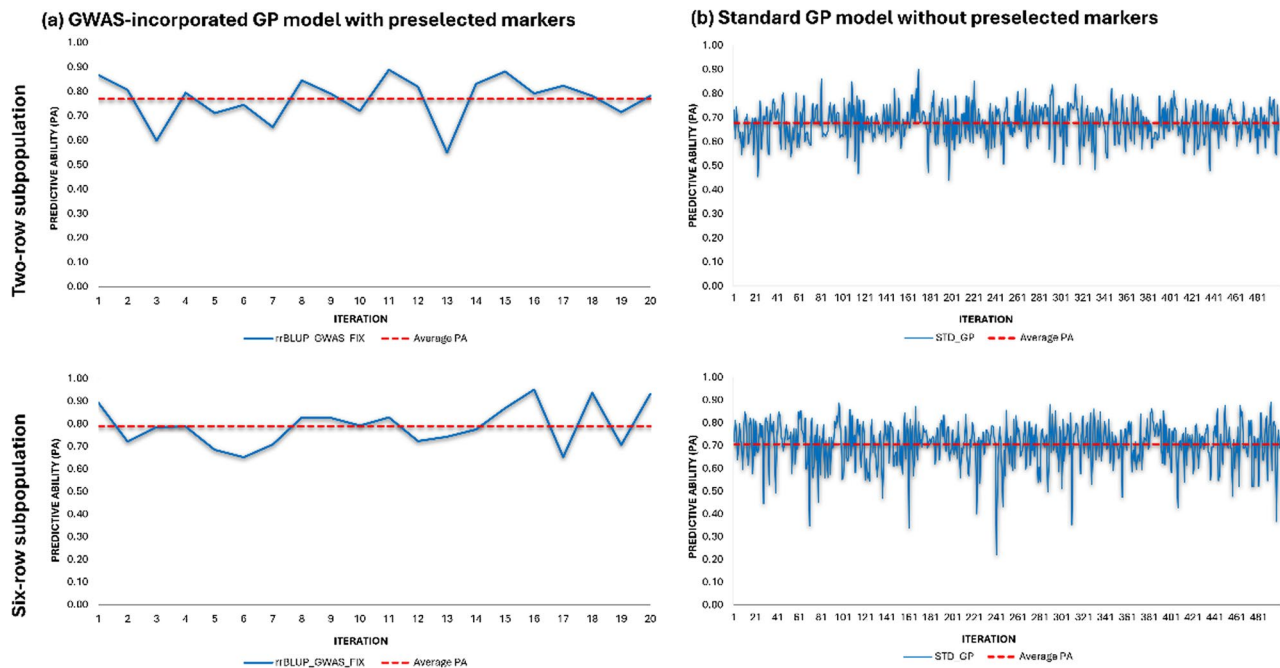 (a) GWAS-incorporated GP model with preselected markers
(b) Standard GP model without preselected markers
Two-row subpopulation
PREDICTIVE ABILITY (PA)
1.00
0.90
0.80
0.70
0.60
0.50
0.40
0.30
0.20
0.10
0.00
1 2 3 4 5 6 7 8 9 10 11 12 13 14 15 16 17 18 19 20
ITERATION
rrBLUP_GWAS_FIX Average PA
PREDICTIVE ABILITY (PA)
1.00
0.90
0.80
0.70
0.60
0.50
0.40
0.30
0.20
0.10
0.00
1 21 41 61 81 101 121 141 161 181 201 221 241 261 281 301 321 341 361 381 401 421 441 461 481
ITERATION
STD_GP Average PA
Six-row subpopulation
PREDICTIVE ABILITY (PA)
1.00
0.90
0.80
0.70
0.60
0.50
0.40
0.30
0.20
0.10
0.00
1 2 3 4 5 6 7 8 9 10 11 12 13 14 15 16 17 18 19 20
ITERATION
rrBLUP_GWAS_FIX Average PA
PREDICTIVE ABILITY (PA)
1.00
0.90
0.80
0.70
0.60
0.50
0.40
0.30
0.20
0.10
0.00
1 21 41 61 81 101 121 141 161 181 201 221 241 261 281 301 321 341 361 381 401 421 441 461 481
ITERATION
STD_GP Average PA